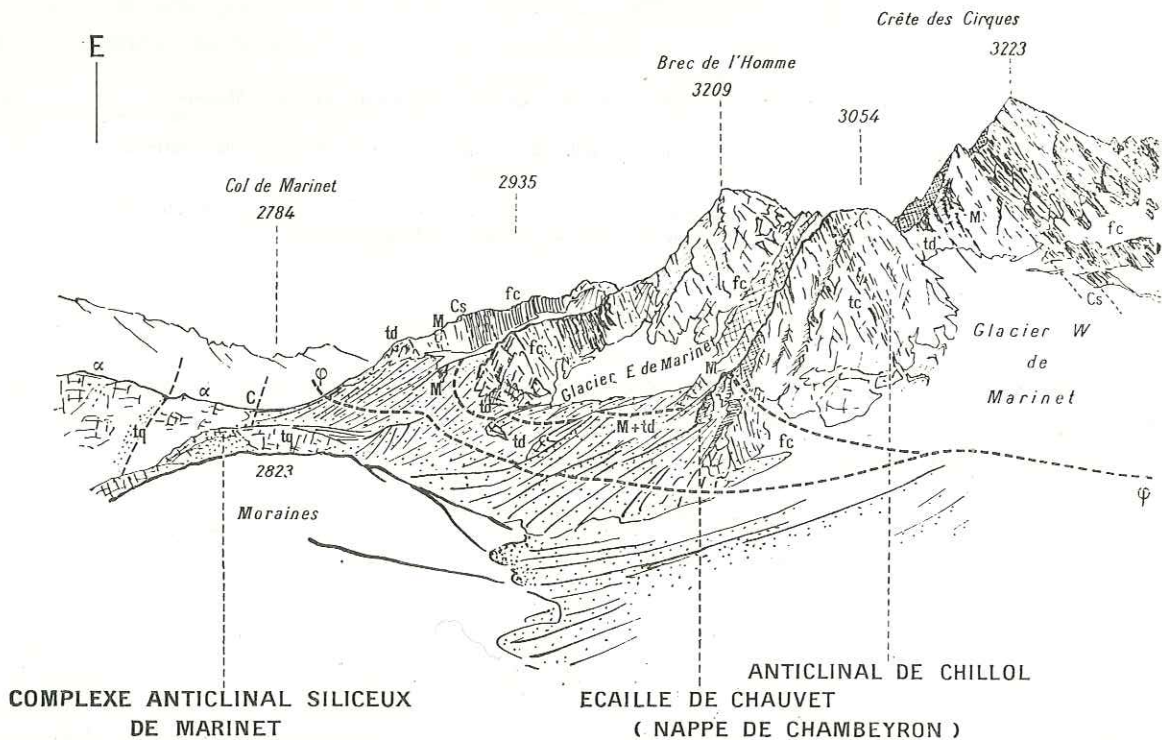 Crête des Cirques
3223
E
Brec de l'Homme
3209
3054
2935
Col de Marinet
2784
M
fc
td
Cs
fc
Cs
M
td
fc
fc
tc
Glacier W
de
Marinet
α
α
C
φ
M
Glacier E de Marinet
M
td
td
M+td
fc
tq
tq
2823
φ
Moraines
ANTICLINAL DE CHILLOL
COMPLEXE ANTICLINAL SILICEUX
DE MARINET
ECAILLE DE CHAUVET
( NAPPE DE CHAMBEYRON )